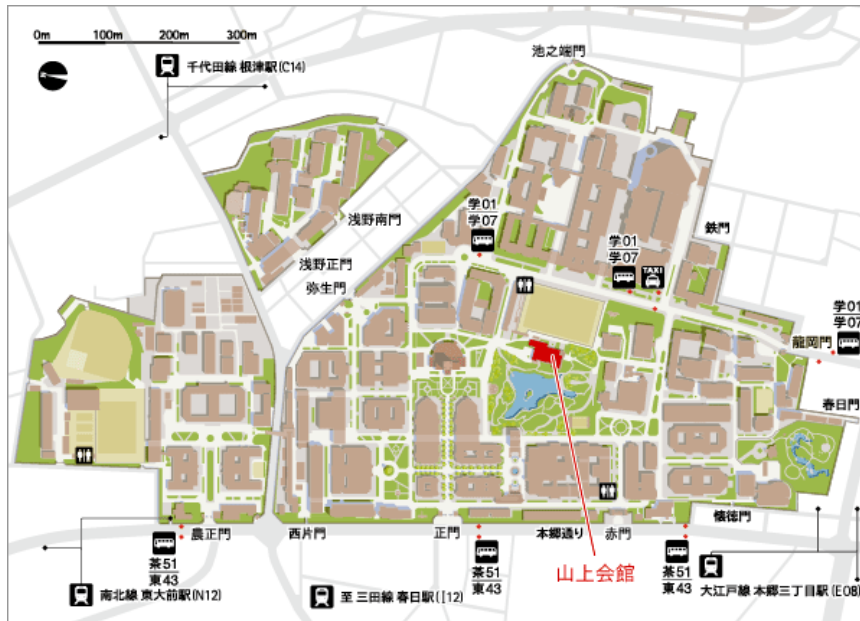 0m 100m 200m 300m
千代田線 根津駅(C14)
池之端門
学01
学07
浅野南門
学01
学07
TAXI
鉄門
浅野正門
弥生門
学01
学07
龍岡門
春日門
農正門
西片門
正門
本郷通り
赤門
懐徳門
茶51
東43
茶51
東43
茶51
東43
山上会館
南北線 東大前駅(N12)
至 三田線 春日駅(I12)
大江戸線 本郷三丁目駅(E08)